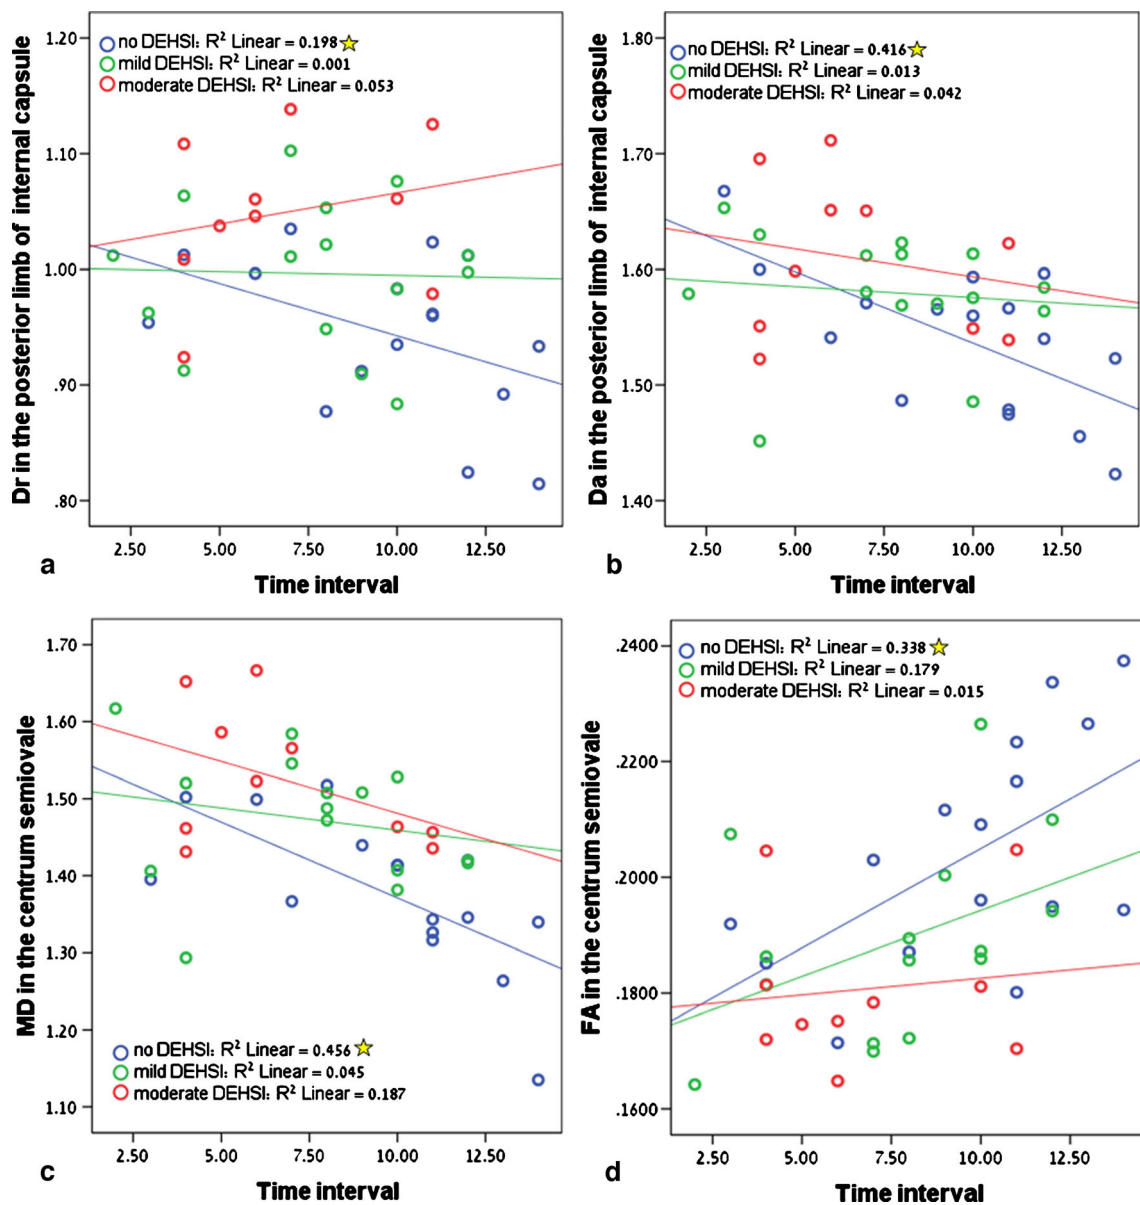 no DEHSI: R² Linear = 0.198
mild DEHSI: R² Linear = 0.001
moderate DEHSI: R² Linear = 0.053
Dr in the posterior limb of internal capsule
1.20
1.10
1.00
.90
.80
2.50 5.00 7.50 10.00 12.50
Time interval
a
no DEHSI: R² Linear = 0.416
mild DEHSI: R² Linear = 0.013
moderate DEHSI: R² Linear = 0.042
Da in the posterior limb of internal capsule
1.80
1.70
1.60
1.50
1.40
2.50 5.00 7.50 10.00 12.50
Time interval
b
MD in the centrum semiovale
1.70
1.60
1.50
1.40
1.30
1.20
1.10
no DEHSI: R² Linear = 0.456
mild DEHSI: R² Linear = 0.045
moderate DEHSI: R² Linear = 0.187
2.50 5.00 7.50 10.00 12.50
Time interval
c
no DEHSI: R² Linear = 0.338
mild DEHSI: R² Linear = 0.179
moderate DEHSI: R² Linear = 0.015
FA in the centrum semiovale
.2400
.2200
.2000
.1800
.1600
2.50 5.00 7.50 10.00 12.50
Time interval
d